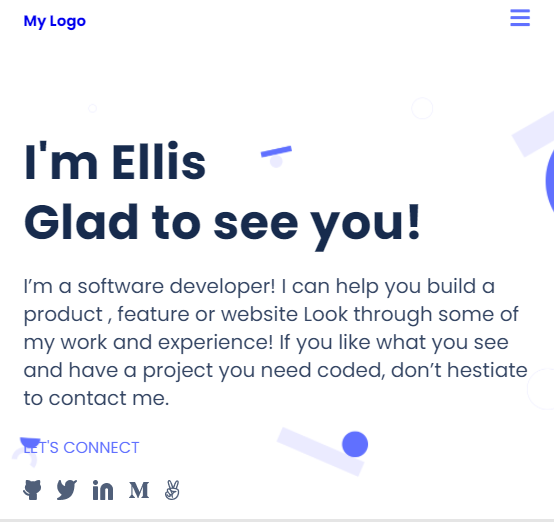 My Logo
I'm Ellis
Glad to see you!
I’m a software developer! I can help you build a
product , feature or website Look through some of
my work and experience! If you like what you see
and have a project you need coded, don’t hestiate
to contact me.
LET'S CONNECT